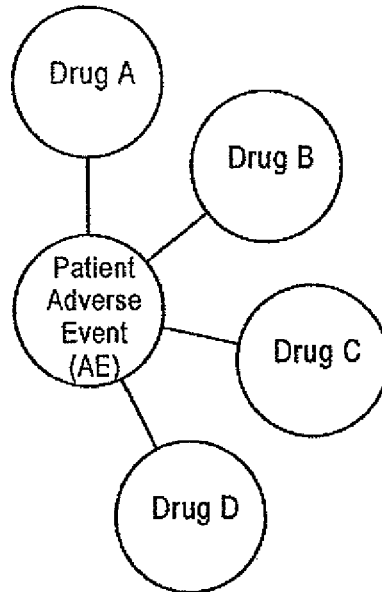 Drug A
Drug B
Patient
Adverse
Event
(AE)
Drug C
Drug D